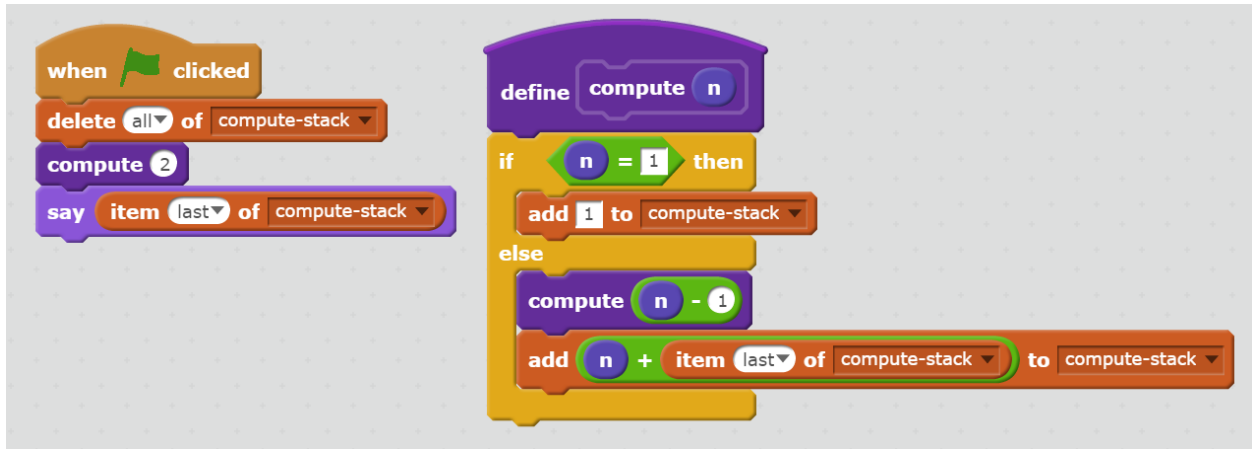 when clicked
delete all of compute-stack
compute 2
say item last of compute-stack
define compute n
if n = 1 then
add 1 to compute-stack
else
compute n - 1
add n + item last of compute-stack to compute-stack